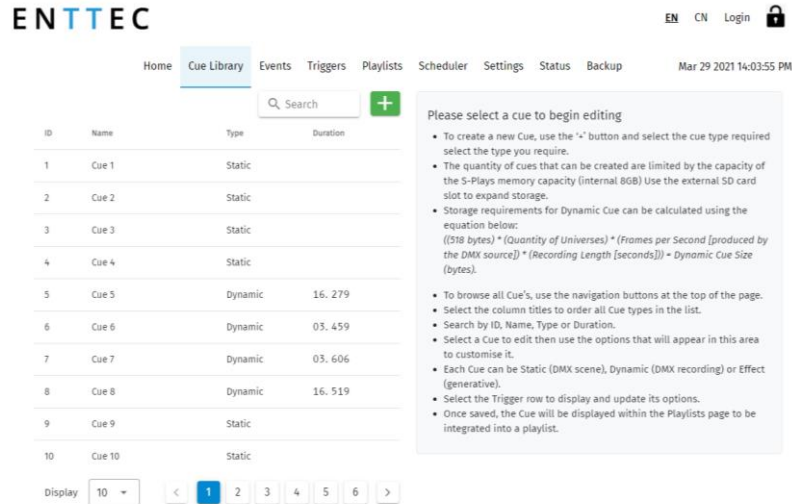 ENTTEC
EN CN Login
Home Cue Library Events Triggers Playlists Scheduler Settings Status Backup Mar 29 2021 14:03:55 PM
Search +
ID Name Type Duration
1 Cue 1 Static
2 Cue 2 Static
3 Cue 3 Static
4 Cue 4 Static
5 Cue 5 Dynamic 16. 279
6 Cue 6 Dynamic 03. 459
7 Cue 7 Dynamic 03. 606
8 Cue 8 Dynamic 16. 519
9 Cue 9 Static
10 Cue 10 Static
Display 10 < 1 2 3 4 5 6 >
Please select a cue to begin editing
• To create a new Cue, use the '+' button and select the cue type required
select the type you require.
• The quantity of cues that can be created are limited by the capacity of
the S-Plays memory capacity (internal 8GB) Use the external SD card
slot to expand storage.
• Storage requirements for Dynamic Cue can be calculated using the
equation below:
((518 bytes) * (Quantity of Universes) * (Frames per Second [produced by
the DMX source]) * (Recording Length [seconds])) = Dynamic Cue Size
(bytes).
• To browse all Cue's, use the navigation buttons at the top of the page.
• Select the column titles to order all Cue types in the list.
• Search by ID, Name, Type or Duration.
• Select a Cue to edit then use the options that will appear in this area
to customise it.
• Each Cue can be Static (DMX scene), Dynamic (DMX recording) or Effect
(generative).
• Select the Trigger row to display and update its options.
• Once saved, the Cue will be displayed within the Playlists page to be
integrated into a playlist.